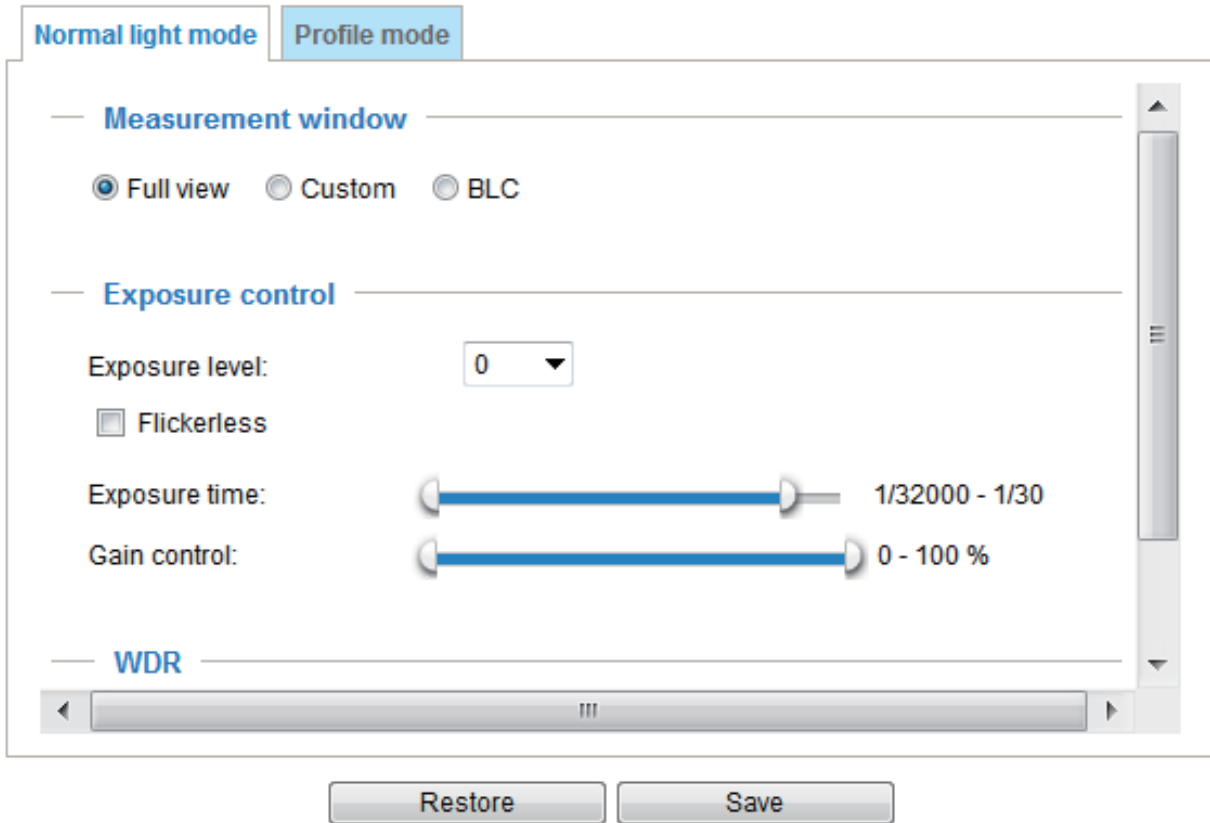 Normal light mode Profile mode
Measurement window
Full view Custom BLC
Exposure control
Exposure level: 0
Flickerless
Exposure time: 1/32000 - 1/30
Gain control: 0 - 100 %
WDR
Restore Save